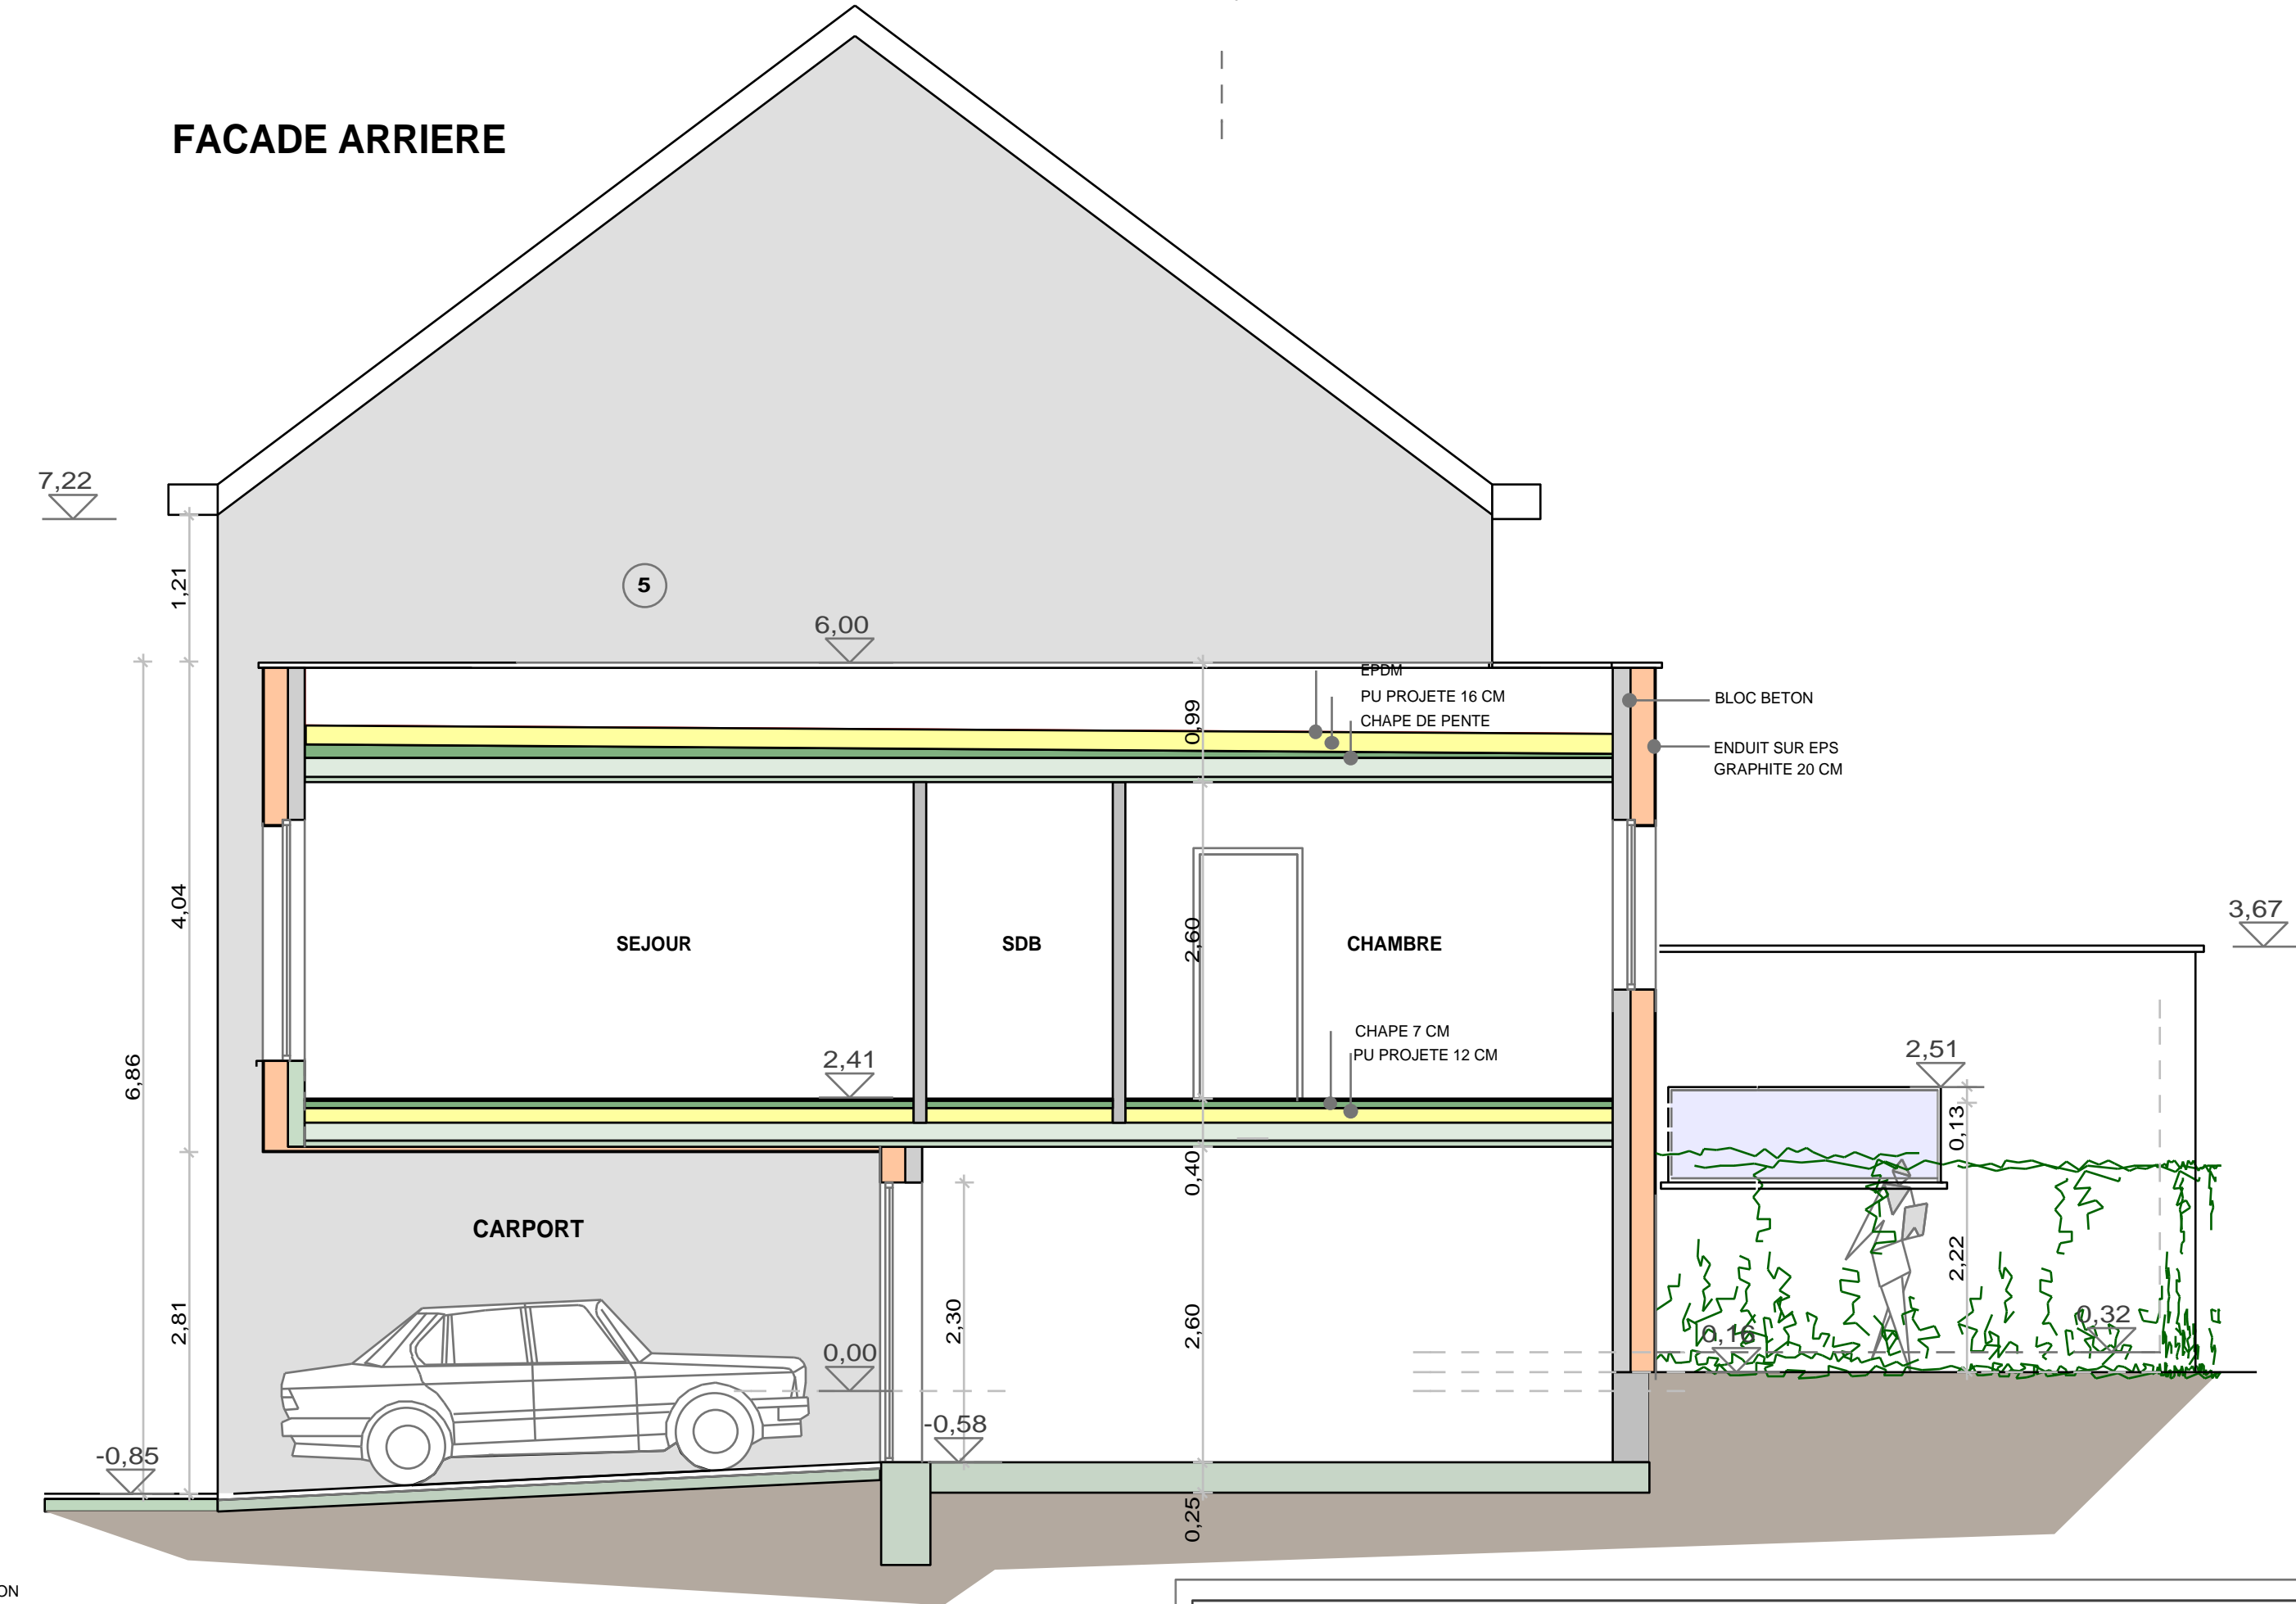 FACADE ARRIERE
7,22
1,21
5
6,00
EPDM
PU PROJETE 16 CM
CHAPE DE PENTE
0,99
BLOC BETON
ENDUIT SUR EPS
GRAPHITE 20 CM
4,04
SEJOUR
SDB
2,60
CHAMBRE
3,67
6,86
2,41
CHAPE 7 CM
PU PROJETE 12 CM
2,51
0,13
0,40
CARPORT
2,81
2,30
2,60
2,22
0,00
0,16
0,32
-0,58
-0,85
0,25
ON